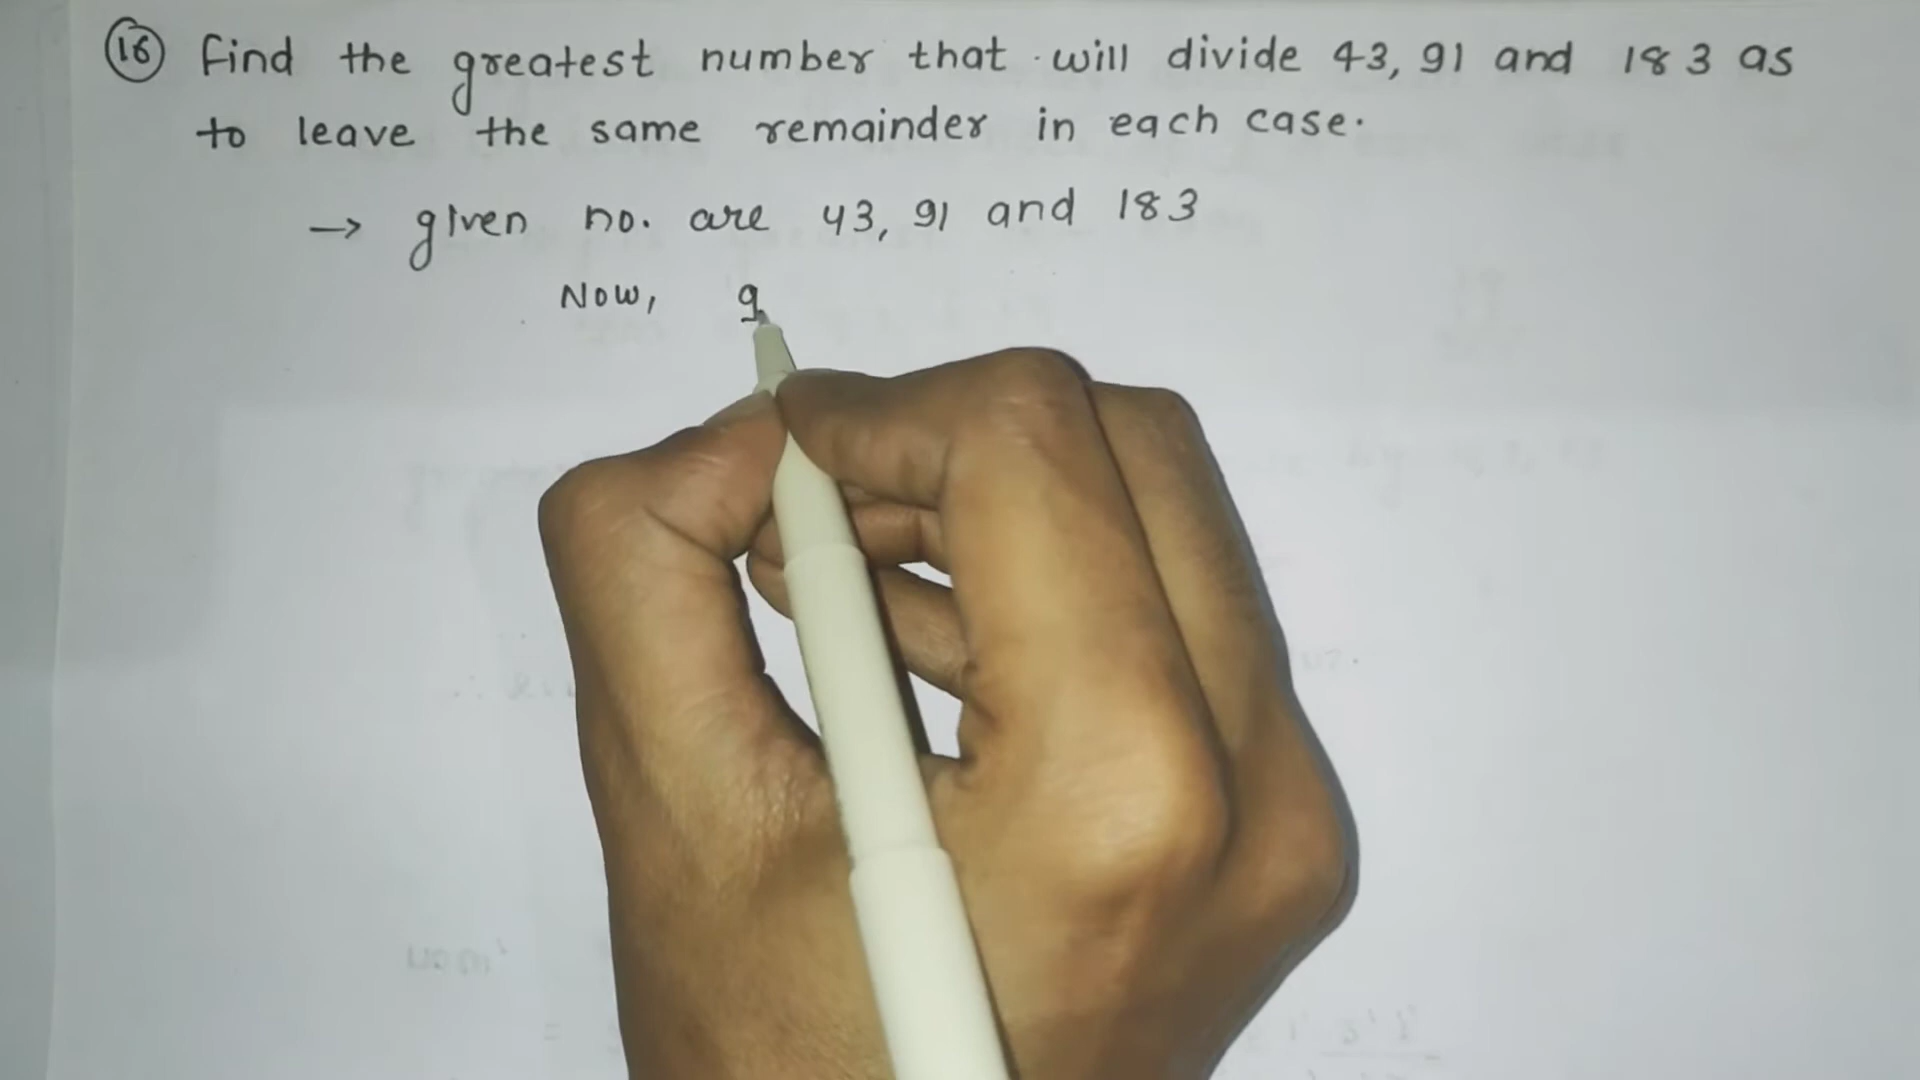 16 Find the greatest number that will divide 43, 91 and 183 as
to leave the same remainder in each case.
→ given no. are 43, 91 and 183
Now, 9